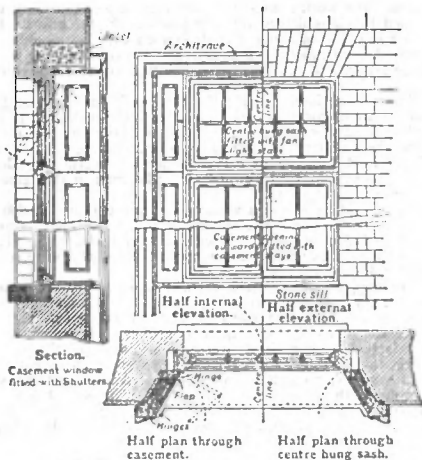 Lintel
Architrave
Centre
Line
Centre hung sash
fitted with fan
light stays
Casement opening
outwards fitted with
casement stays
Half internal
elevation.
Stone sill
Half external
elevation.
Section.
Casement window
fitted with Shutters.
Hinge
Flap
Hinges
Centre
line
Half plan through
casement.
Half plan through
centre hung sash.